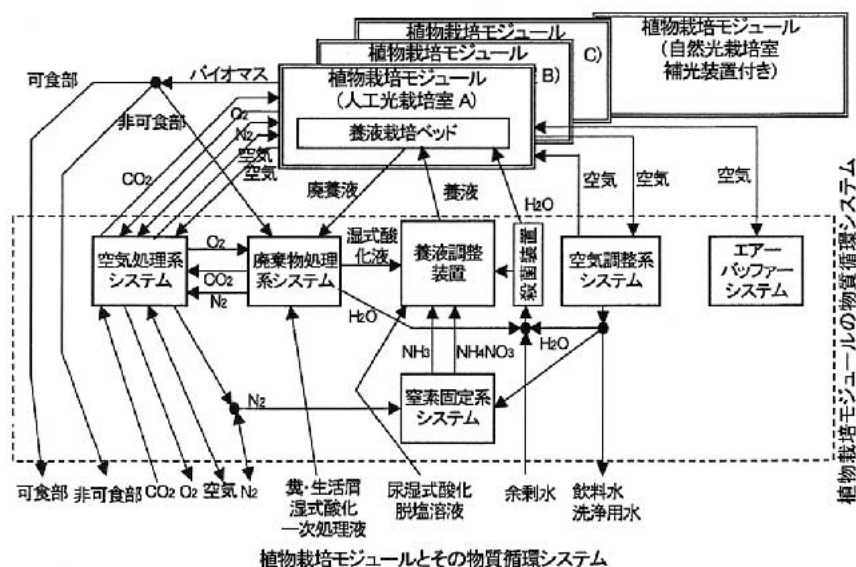 植物栽培モジュール
C)
植物栽培モジュール
(自然光栽培室
補光装置付き)
植物栽培モジュール
B)
植物栽培モジュール
(人工光栽培室 A)
養液栽培ベッド
可食部
バイオマス
非可食部
O2
N2
空気
空気
CO2
廃養液
養液
H2O
空気
空気
空気
空気処理系
システム
O2
CO2
N2
廃棄物処理
系システム
湿式酸
化液
養液調整
装置
殺菌装置
空気調整系
システム
エアー
バッファー
システム
H2O
NH3
NH4NO3
H2O
N2
窒素固定系
システム
植物栽培モジュールの物質循環システム
可食部
非可食部
CO2
O2
空気
N2
糞・生活屑
湿式酸化
一次処理液
尿湿式酸化
脱塩溶液
余剰水
飲料水
洗浄用水
植物栽培モジュールとその物質循環システム